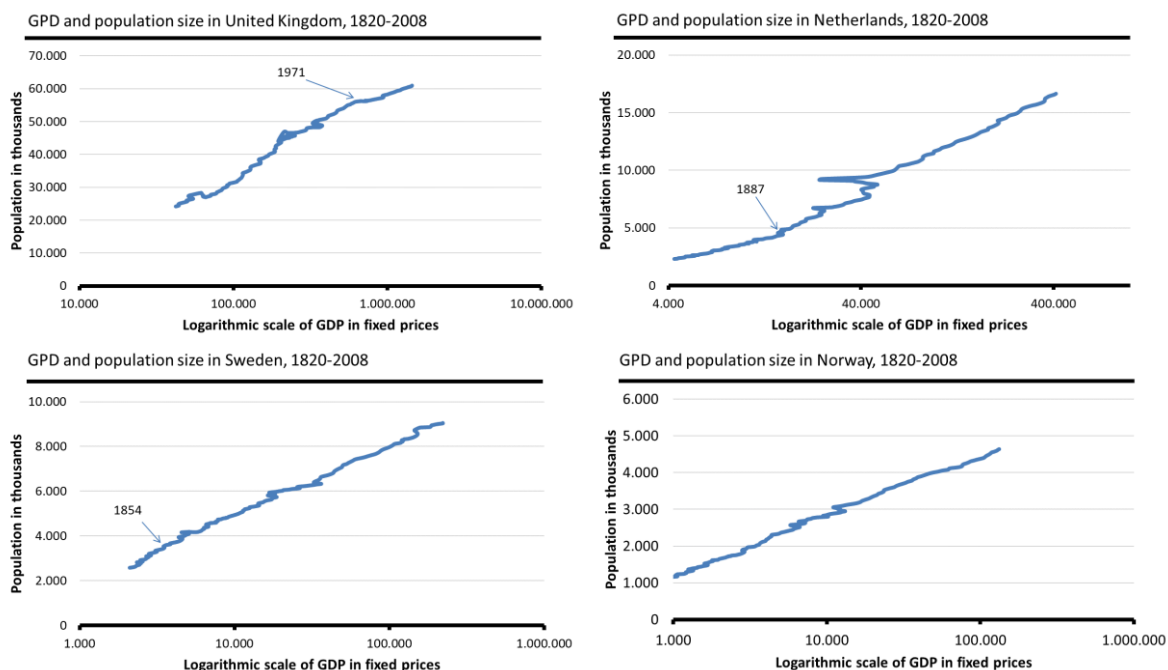 GPD and population size in United Kingdom, 1820-2008
Population in thousands
70.000
60.000
50.000
40.000
30.000
20.000
10.000
0
1971
10.000 100.000 1.000.000 10.000.000
Logarithmic scale of GDP in fixed prices
GPD and population size in Netherlands, 1820-2008
Population in thousands
20.000
15.000
10.000
5.000
0
1887
4.000 40.000 400.000
Logarithmic scale of GDP in fixed prices
GPD and population size in Sweden, 1820-2008
Population in thousands
10.000
8.000
6.000
4.000
2.000
0
1854
1.000 10.000 100.000 1.000.000
Logarithmic scale of GDP in fixed prices
GPD and population size in Norway, 1820-2008
Population in thousands
6.000
5.000
4.000
3.000
2.000
1.000
0
1.000 10.000 100.000 1.000.000
Logarithmic scale of GDP in fixed prices